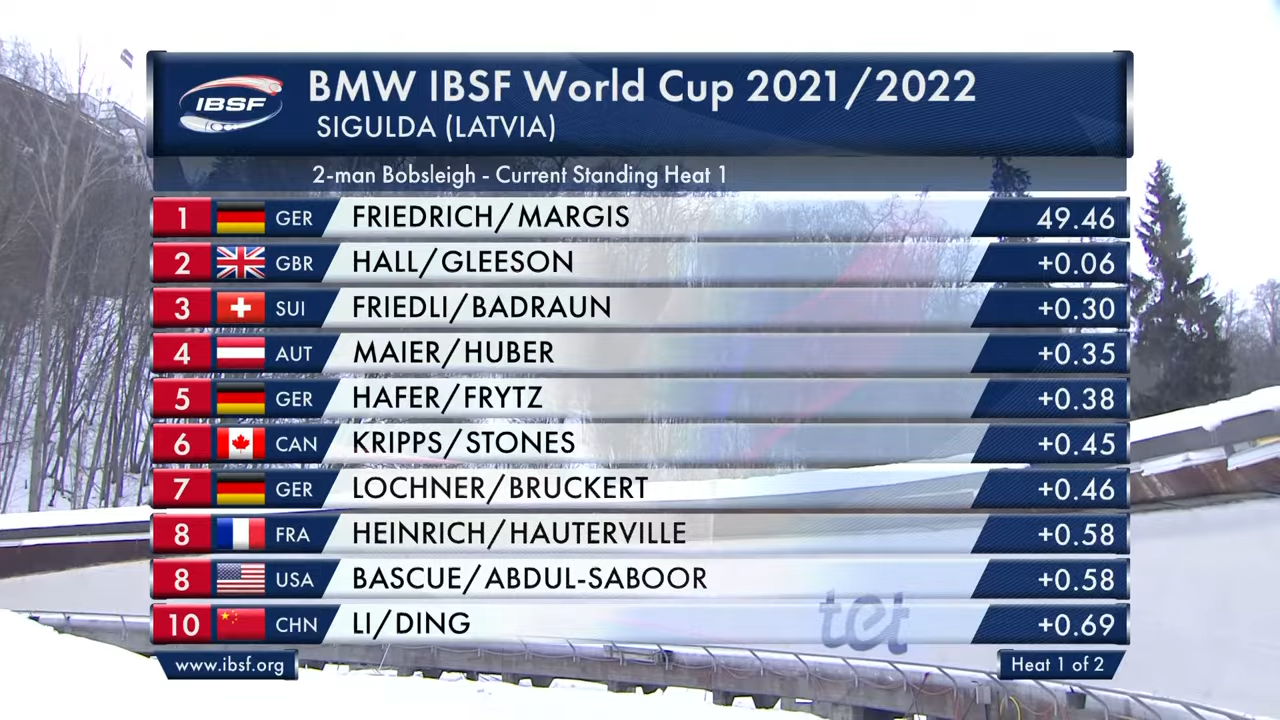 IBSF
BMW IBSF World Cup 2021/2022
SIGULDA (LATVIA)
2-man Bobsleigh - Current Standing Heat 1
1 GER FRIEDRICH/MARGIS 49.46
2 GBR HALL/GLEESON +0.06
3 SUI FRIEDLI/BADRAUN +0.30
4 AUT MAIER/HUBER +0.35
5 GER HAFER/FRYTZ +0.38
6 CAN KRIPPS/STONES +0.45
7 GER LOCHNER/BRUCKERT +0.46
8 FRA HEINRICH/HAUTERVILLE +0.58
8 USA BASCUE/ABDUL-SABOOR +0.58
10 CHN LI/DING +0.69
tet
www.ibsf.org Heat 1 of 2